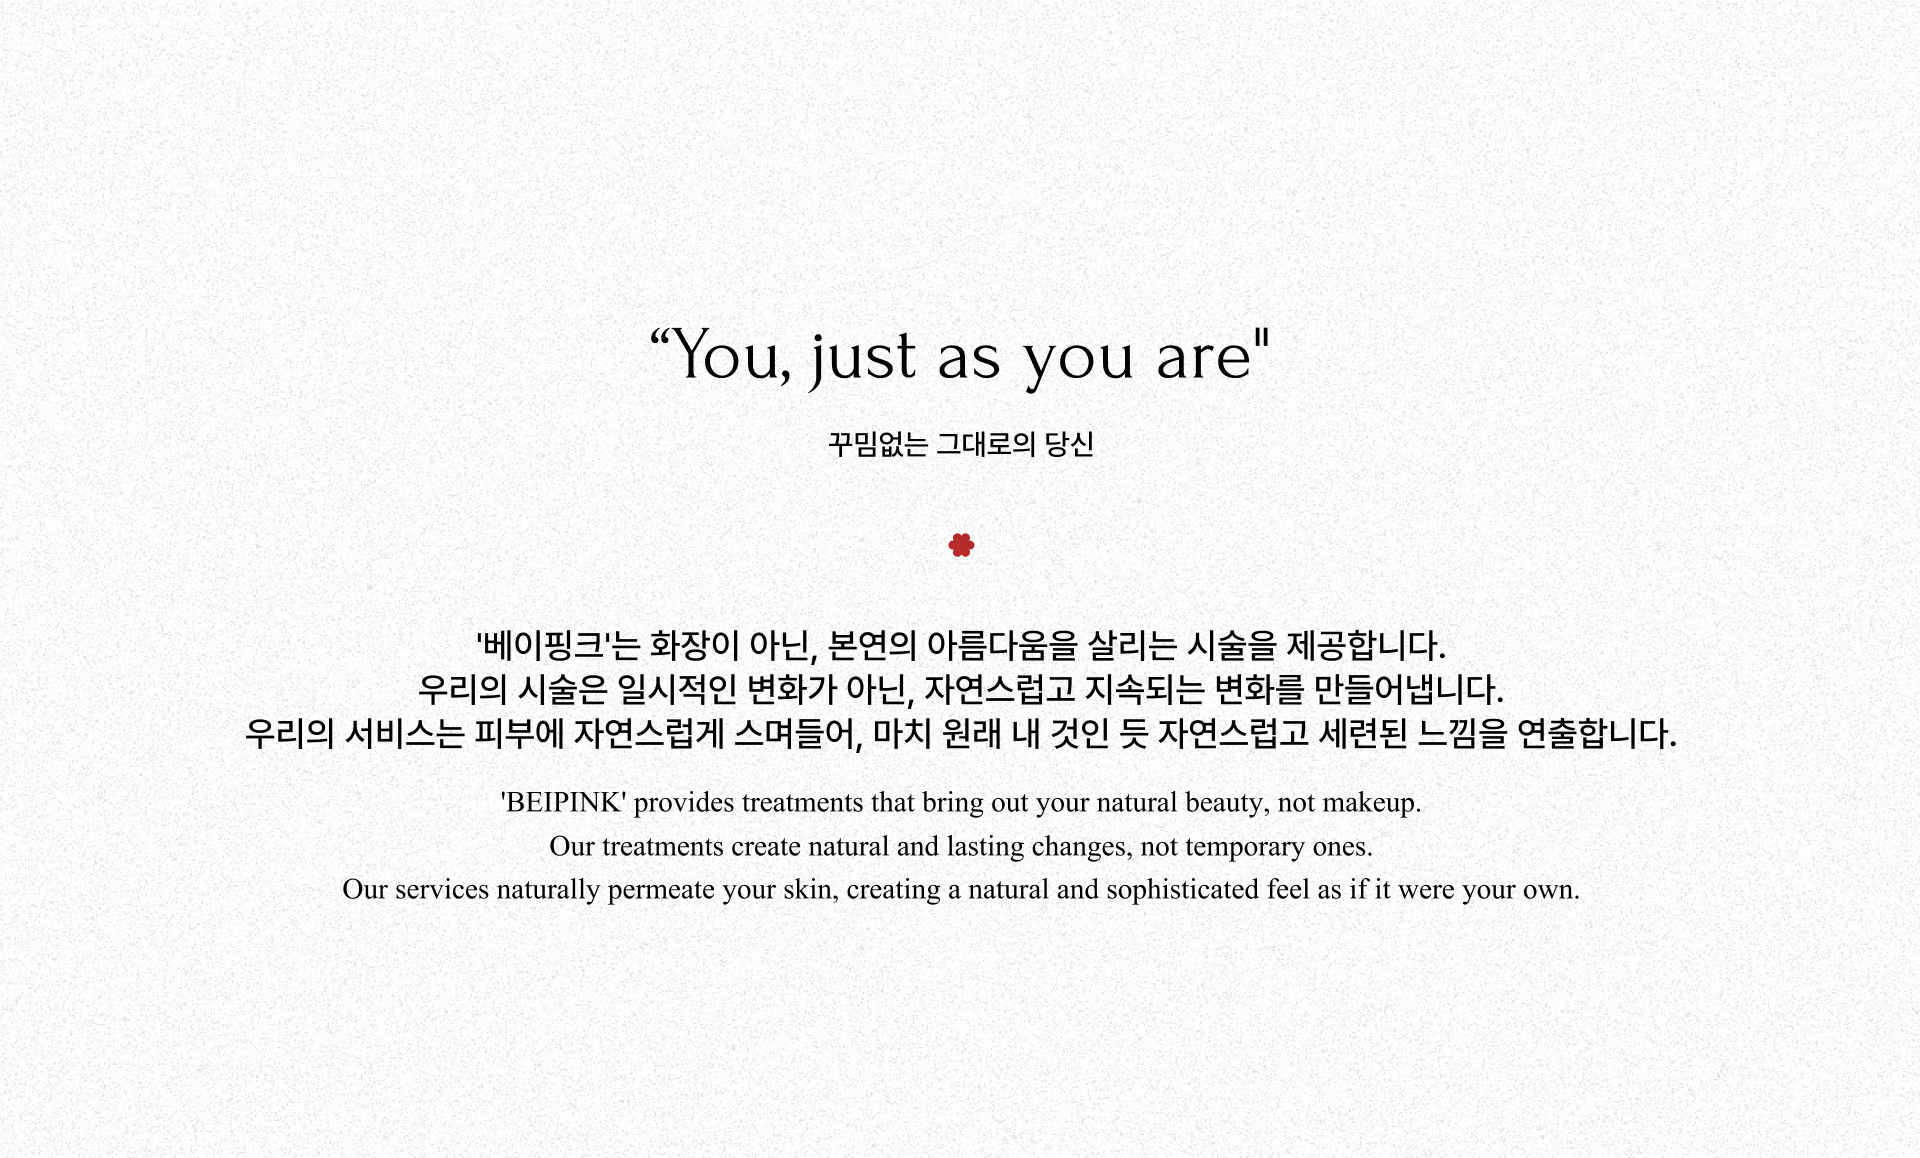 “You, just as you are"
꾸밈없는 그대로의 당신
'베이핑크'는 화장이 아닌, 본연의 아름다움을 살리는 시술을 제공합니다.
우리의 시술은 일시적인 변화가 아닌, 자연스럽고 지속되는 변화를 만들어냅니다.
우리의 서비스는 피부에 자연스럽게 스며들어, 마치 원래 내 것인 듯 자연스럽고 세련된 느낌을 연출합니다.
'BEIPINK' provides treatments that bring out your natural beauty, not makeup.
Our treatments create natural and lasting changes, not temporary ones.
Our services naturally permeate your skin, creating a natural and sophisticated feel as if it were your own.